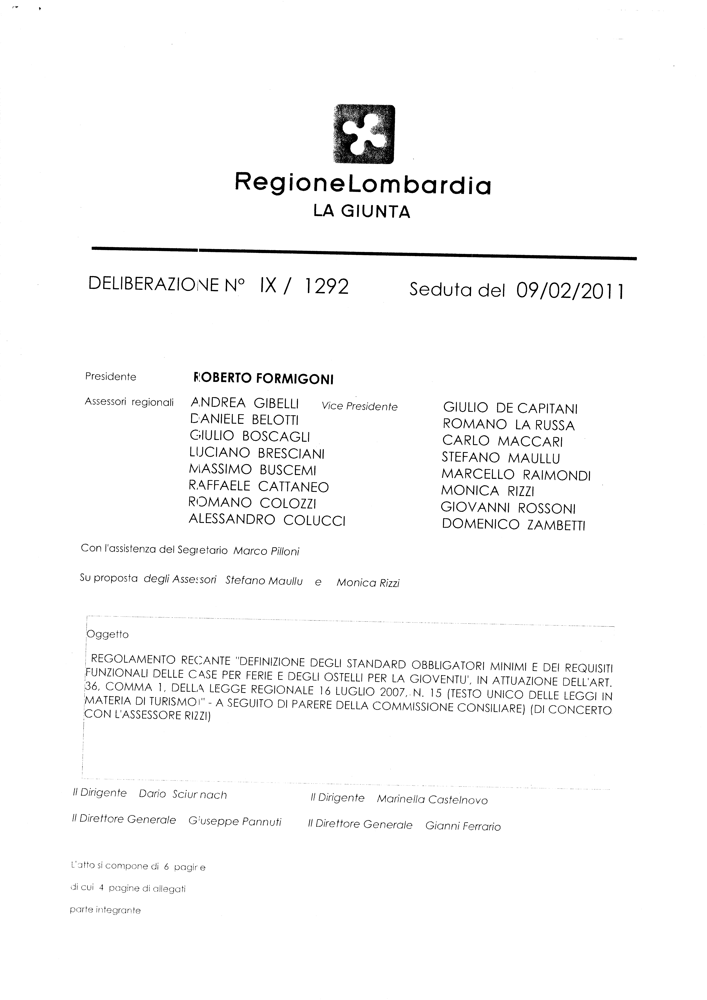 RegioneLombardia
LA GIUNTA
DELIBERAZIONE N° IX / 1292 Seduta del 09/02/2011
Presidente ROBERTO FORMIGONI
Assessori regionali ANDREA GIBELLI Vice Presidente GIULIO DE CAPITANI
DANIELE BELOTTI ROMANO LA RUSSA
GIULIO BOSCAGLI CARLO MACCARI
LUCIANO BRESCIANI STEFANO MAULLU
MASSIMO BUSCEMI MARCELLO RAIMONDI
RAFFAELE CATTANEO MONICA RIZZI
ROMANO COLOZZI GIOVANNI ROSSONI
ALESSANDRO COLUCCI DOMENICO ZAMBETTI
Con l'assistenza del Segretario Marco Pilloni
Su proposta degli Assessori Stefano Maullu e Monica Rizzi
Oggetto
REGOLAMENTO RECANTE "DEFINIZIONE DEGLI STANDARD OBBLIGATORI MINIMI E DEI REQUISITI
FUNZIONALI DELLE CASE PER FERIE E DEGLI OSTELLI PER LA GIOVENTU', IN ATTUAZIONE DELL'ART.
36, COMMA 1, DELLA LEGGE REGIONALE 16 LUGLIO 2007, N. 15 (TESTO UNICO DELLE LEGGI IN
MATERIA DI TURISMO)" - A SEGUITO DI PARERE DELLA COMMISSIONE CONSILIARE) (DI CONCERTO
CON L'ASSESSORE RIZZI)
Il Dirigente Dario Sciunnach Il Dirigente Marinella Castelnovo
Il Direttore Generale Giuseppe Pannuti Il Direttore Generale Gianni Ferrario
L'atto si compone di 6 pagine
di cui 4 pagine di allegati
parte integrante